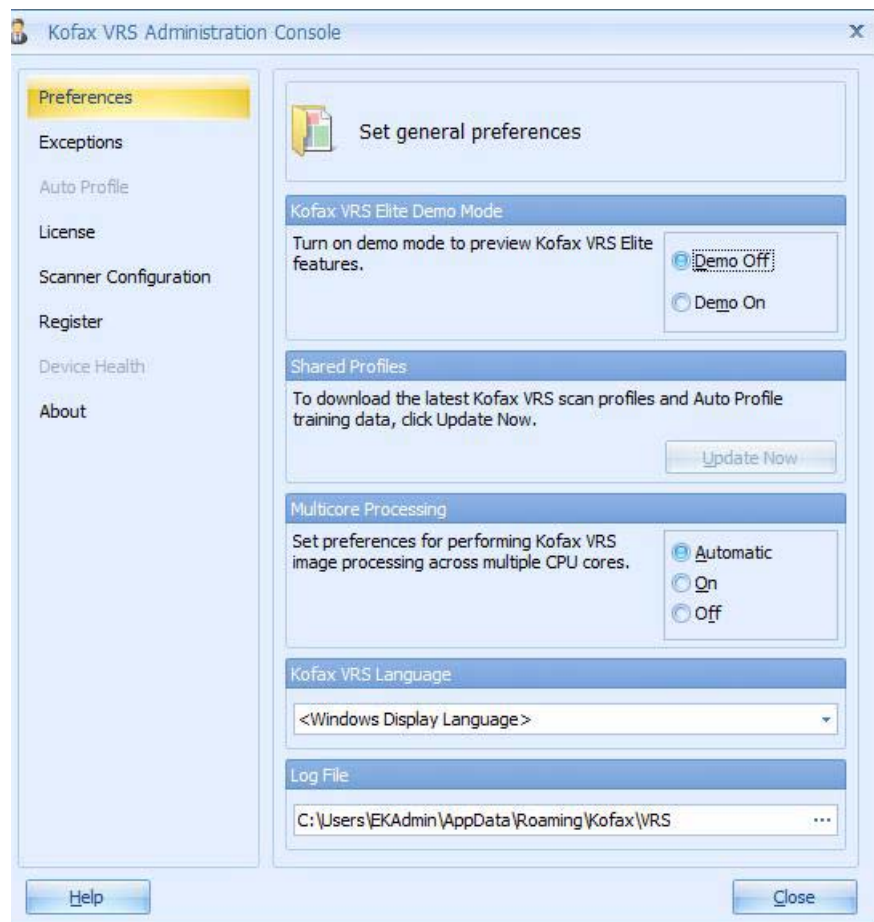 Kofax VRS Administration Console
Preferences
Exceptions
Auto Profile
License
Scanner Configuration
Register
Device Health
About
Set general preferences
Kofax VRS Elite Demo Mode
Turn on demo mode to preview Kofax VRS Elite
features.
Demo Off
Demo On
Shared Profiles
To download the latest Kofax VRS scan profiles and Auto Profile
training data, click Update Now.
Update Now
Multicore Processing
Set preferences for performing Kofax VRS
image processing across multiple CPU cores.
Automatic
On
Off
Kofax VRS Language
<Windows Display Language>
Log File
C:\Users\EKAdmin\AppData\Roaming\Kofax\VRS
...
Help
Close